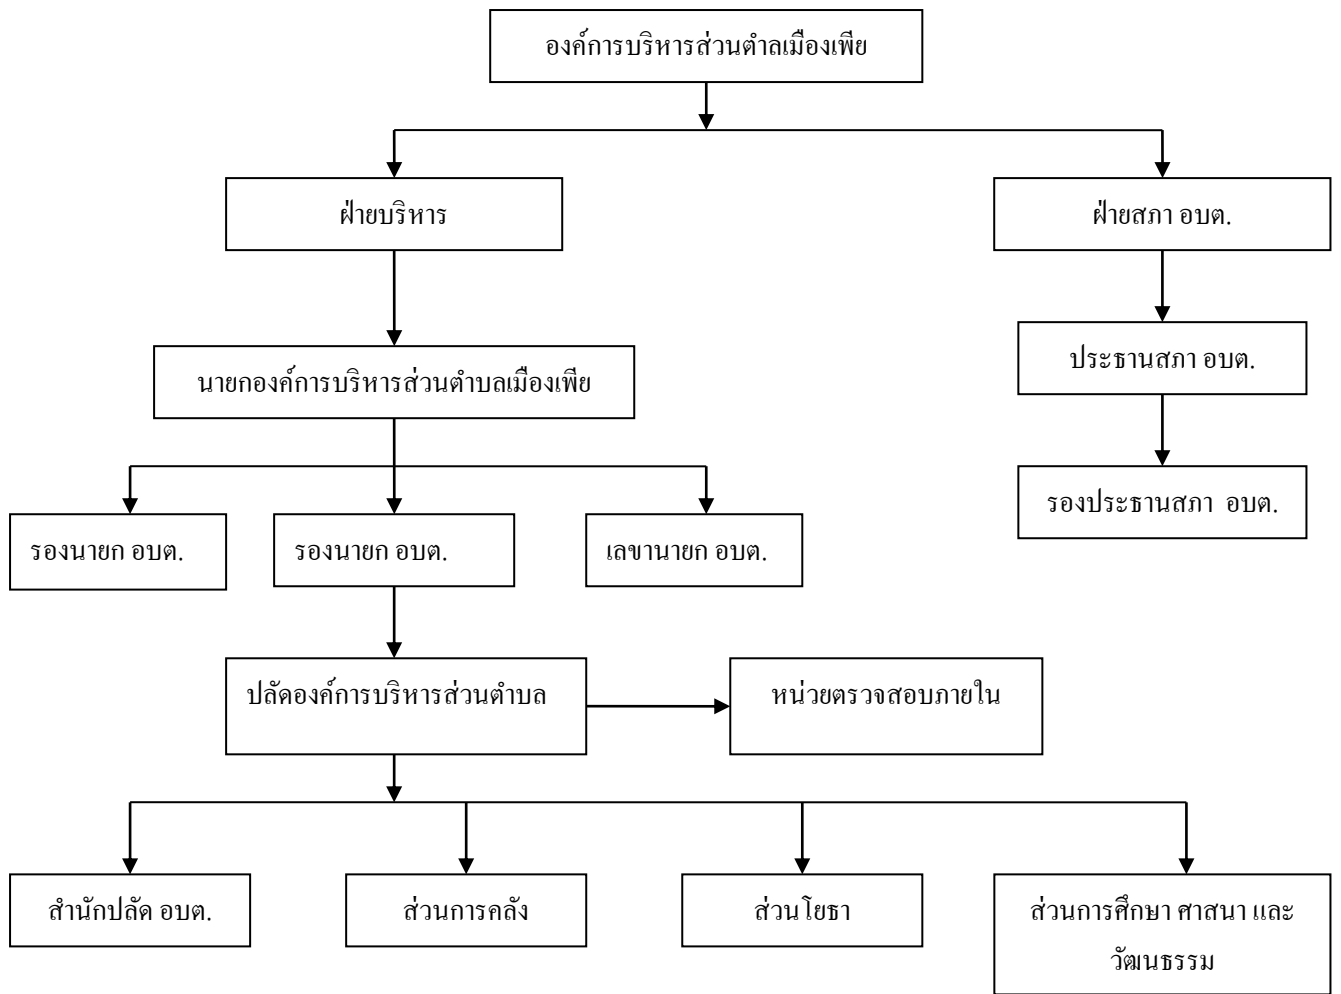 องค์การบริหารส่วนตำลเมืองเพีย
ฝ่ายบริหาร
ฝ่ายสภา อบต.
นายกองค์การบริหารส่วนตำบลเมืองเพีย
ประธานสภา อบต.
รองประธานสภา อบต.
รองนายก อบต.
รองนายก อบต.
เลขานายก อบต.
ปลัดองค์การบริหารส่วนตำบล
หน่วยตรวจสอบภายใน
สำนักปลัด อบต.
ส่วนการคลัง
ส่วนโยธา
ส่วนการศึกษา ศาสนา และ
วัฒนธรรม